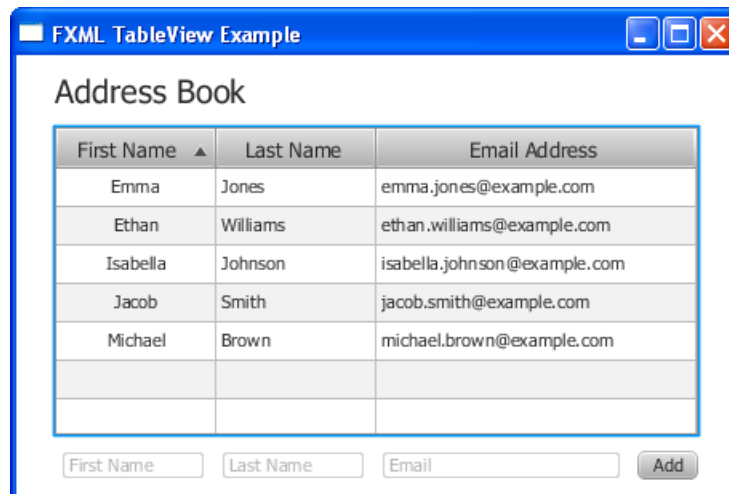 FXML TableView Example
Address Book
First Name Last Name Email Address
Emma Jones emma.jones@example.com
Ethan Williams ethan.williams@example.com
Isabella Johnson isabella.johnson@example.com
Jacob Smith jacob.smith@example.com
Michael Brown michael.brown@example.com
First Name Last Name Email Add